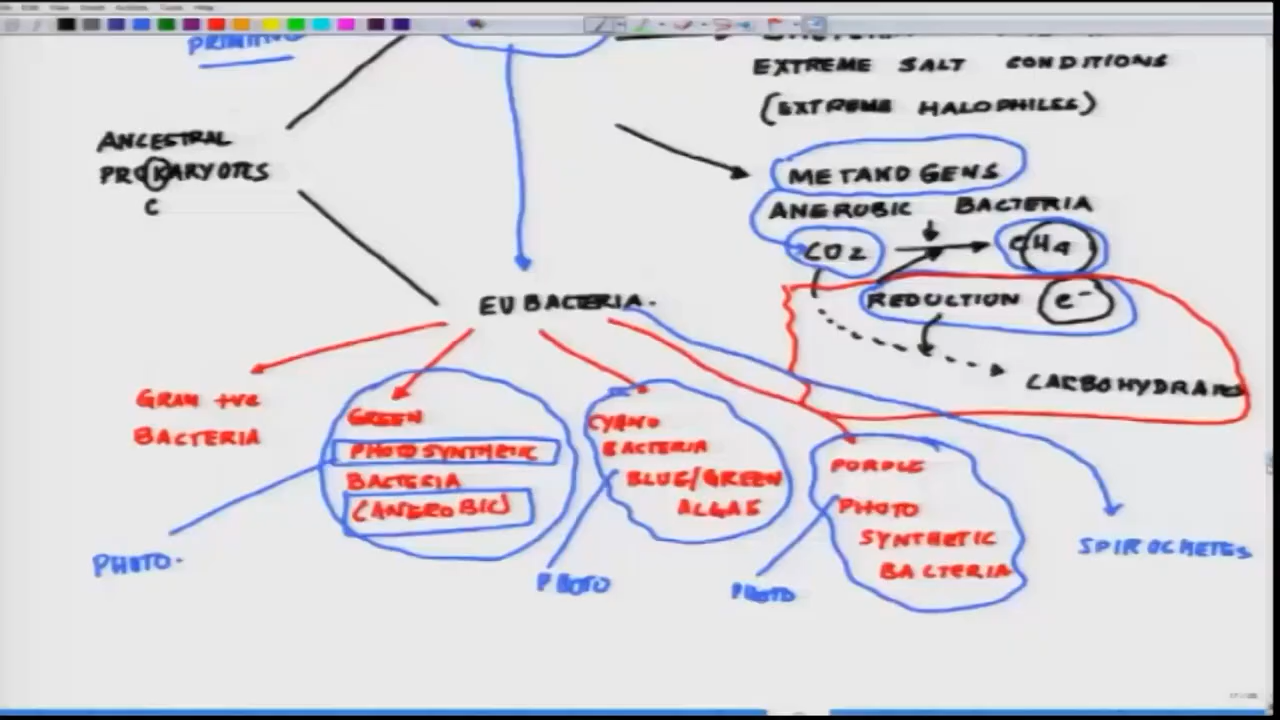 PRIMITIVE
EXTREME SALT CONDITIONS
(EXTREME HALOPHILES)
ANCESTRAL
PROKARYOTES
C
METANOGENS
ANEROBIC BACTERIA
CO2
CH4
REDUCTION e-
CARBOHYDRATES
EUBACTERIA.
GRAM +ve
BACTERIA
GREEN
PHOTOSYNTHETIC
BACTERIA
(ANEROBIC)
CYANO
BACTERIA
BLUE/GREEN
ALGAE
PURPLE
PHOTO
SYNTHETIC
BACTERIA
SPIROCHETES
PHOTO.
PHOTO
PHOTO